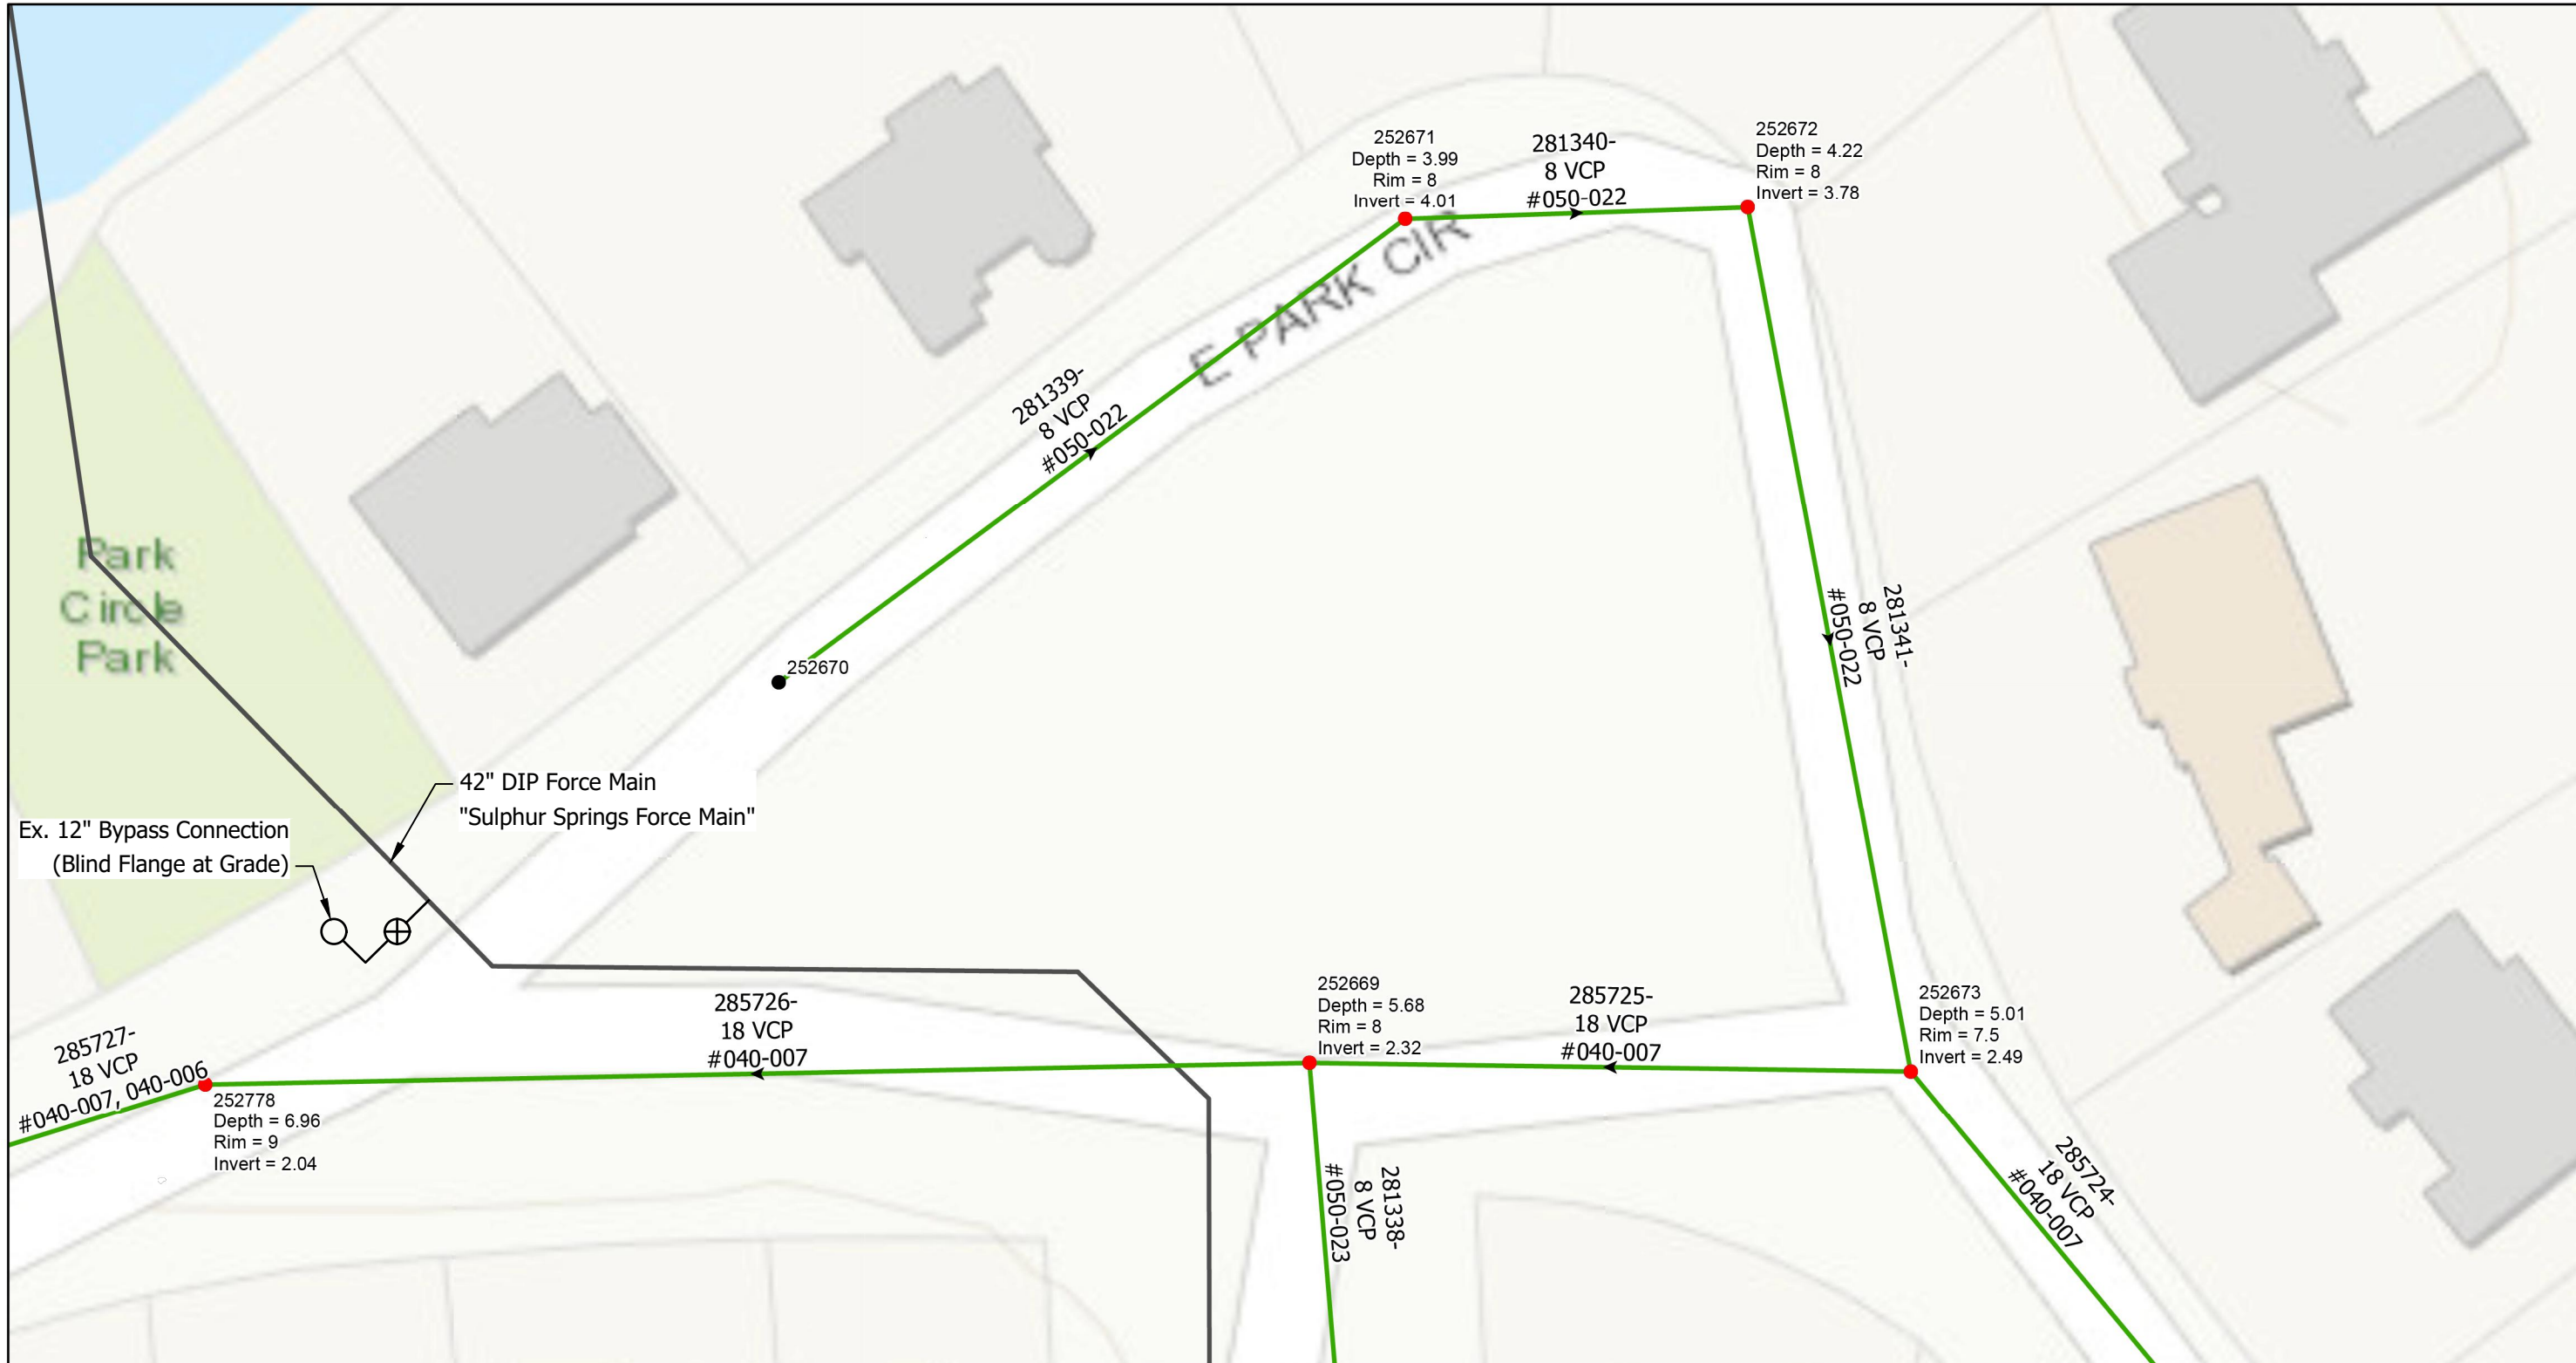 252671
Depth = 3.99
Rim = 8
Invert = 4.01
281340-
8 VCP
#050-022
252672
Depth = 4.22
Rim = 8
Invert = 3.78
E PARK CIR
281339-
8 VCP
#050-022
252670
281341-
8 VCP
#050-022
Park
Circle
Park
42" DIP Force Main
"Sulphur Springs Force Main"
Ex. 12" Bypass Connection
(Blind Flange at Grade)
285727-
18 VCP
#040-007, 040-006
252778
Depth = 6.96
Rim = 9
Invert = 2.04
285726-
18 VCP
#040-007
252669
Depth = 5.68
Rim = 8
Invert = 2.32
285725-
18 VCP
#040-007
252673
Depth = 5.01
Rim = 7.5
Invert = 2.49
281338-
8 VCP
#050-023
285724-
18 VCP
#040-007